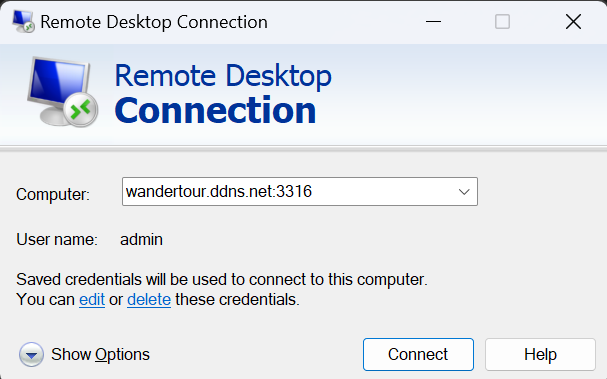 Remote Desktop Connection
Remote Desktop
Connection
Computer: wandertour.ddns.net:3316
User name: admin
Saved credentials will be used to connect to this computer.
You can edit or delete these credentials.
Show Options Connect Help